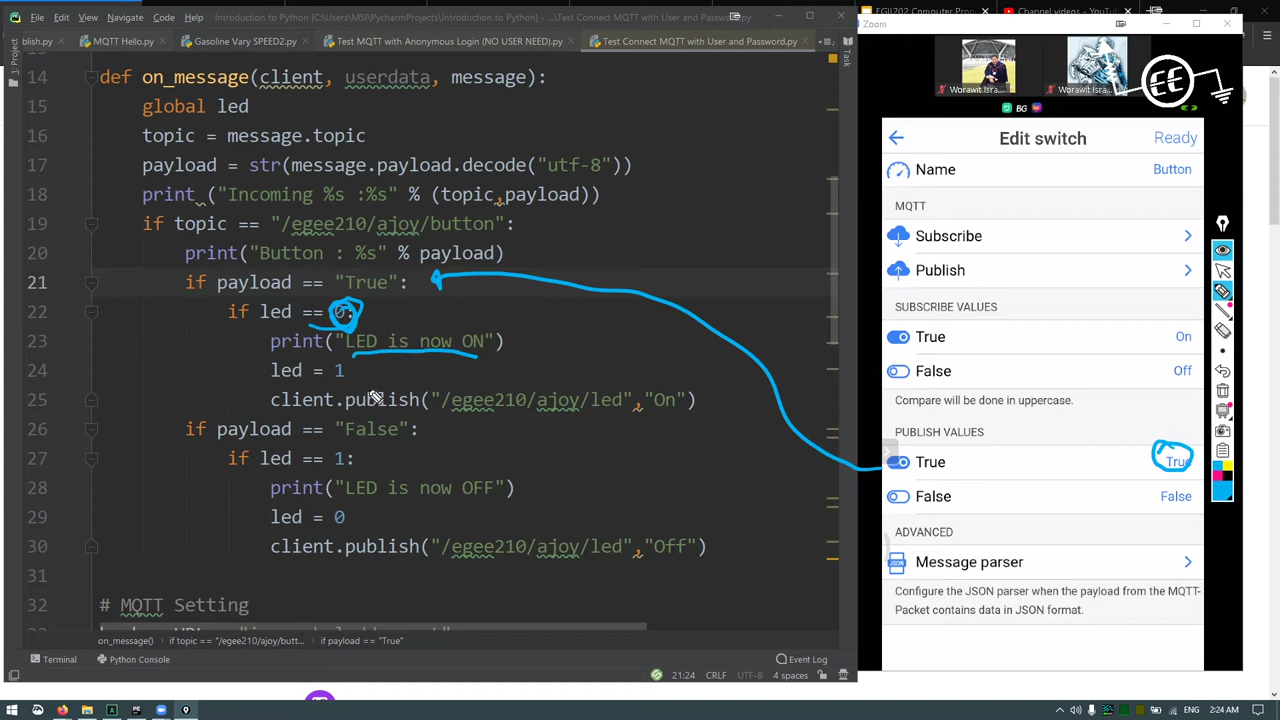 File Edit View Navigate Code Introduction to Python [C:\Users\MSI\PycharmProjects\Introduction to Python] - ...\Test Connect MQTT with User and Password.py
blish.py MQTT Hello.py Gasoline Vary SPEED2.py Test MQTT with Anonymous Login (NO USER NEED).py Test Connect MQTT with User and Password.py
1: Project
Task
14 def on_message(client, userdata, message):
15 global led
16 topic = message.topic
17 payload = str(message.payload.decode("utf-8"))
18 print ("Incoming %s :%s" % (topic,payload))
19 if topic == "/egee210/ajoy/button":
20 print("Button : %s" % payload)
21 if payload == "True":
22 if led == 0:
23 print("LED is now ON")
24 led = 1
25 client.publish("/egee210/ajoy/led","On")
26 if payload == "False":
27 if led == 1:
28 print("LED is now OFF")
29 led = 0
30 client.publish("/egee210/ajoy/led","Off")
31
32 # MQTT Setting
on_message() if topic == "/egee210/ajoy/butt... if payload == "True"
Terminal Python Console Event Log
21:24 CRLF UTF-8 4 spaces
Channel videos - YouTu
Zoom
Worawit Isra... Worawit Isra...
EE
BG
Edit switch Ready
Name Button
MQTT
Subscribe
Publish
SUBSCRIBE VALUES
True On
False Off
Compare will be done in uppercase.
PUBLISH VALUES
True True
False False
ADVANCED
JSON Message parser
Configure the JSON parser when the payload from the MQTT-
Packet contains data in JSON format.
ENG 2:24 AM